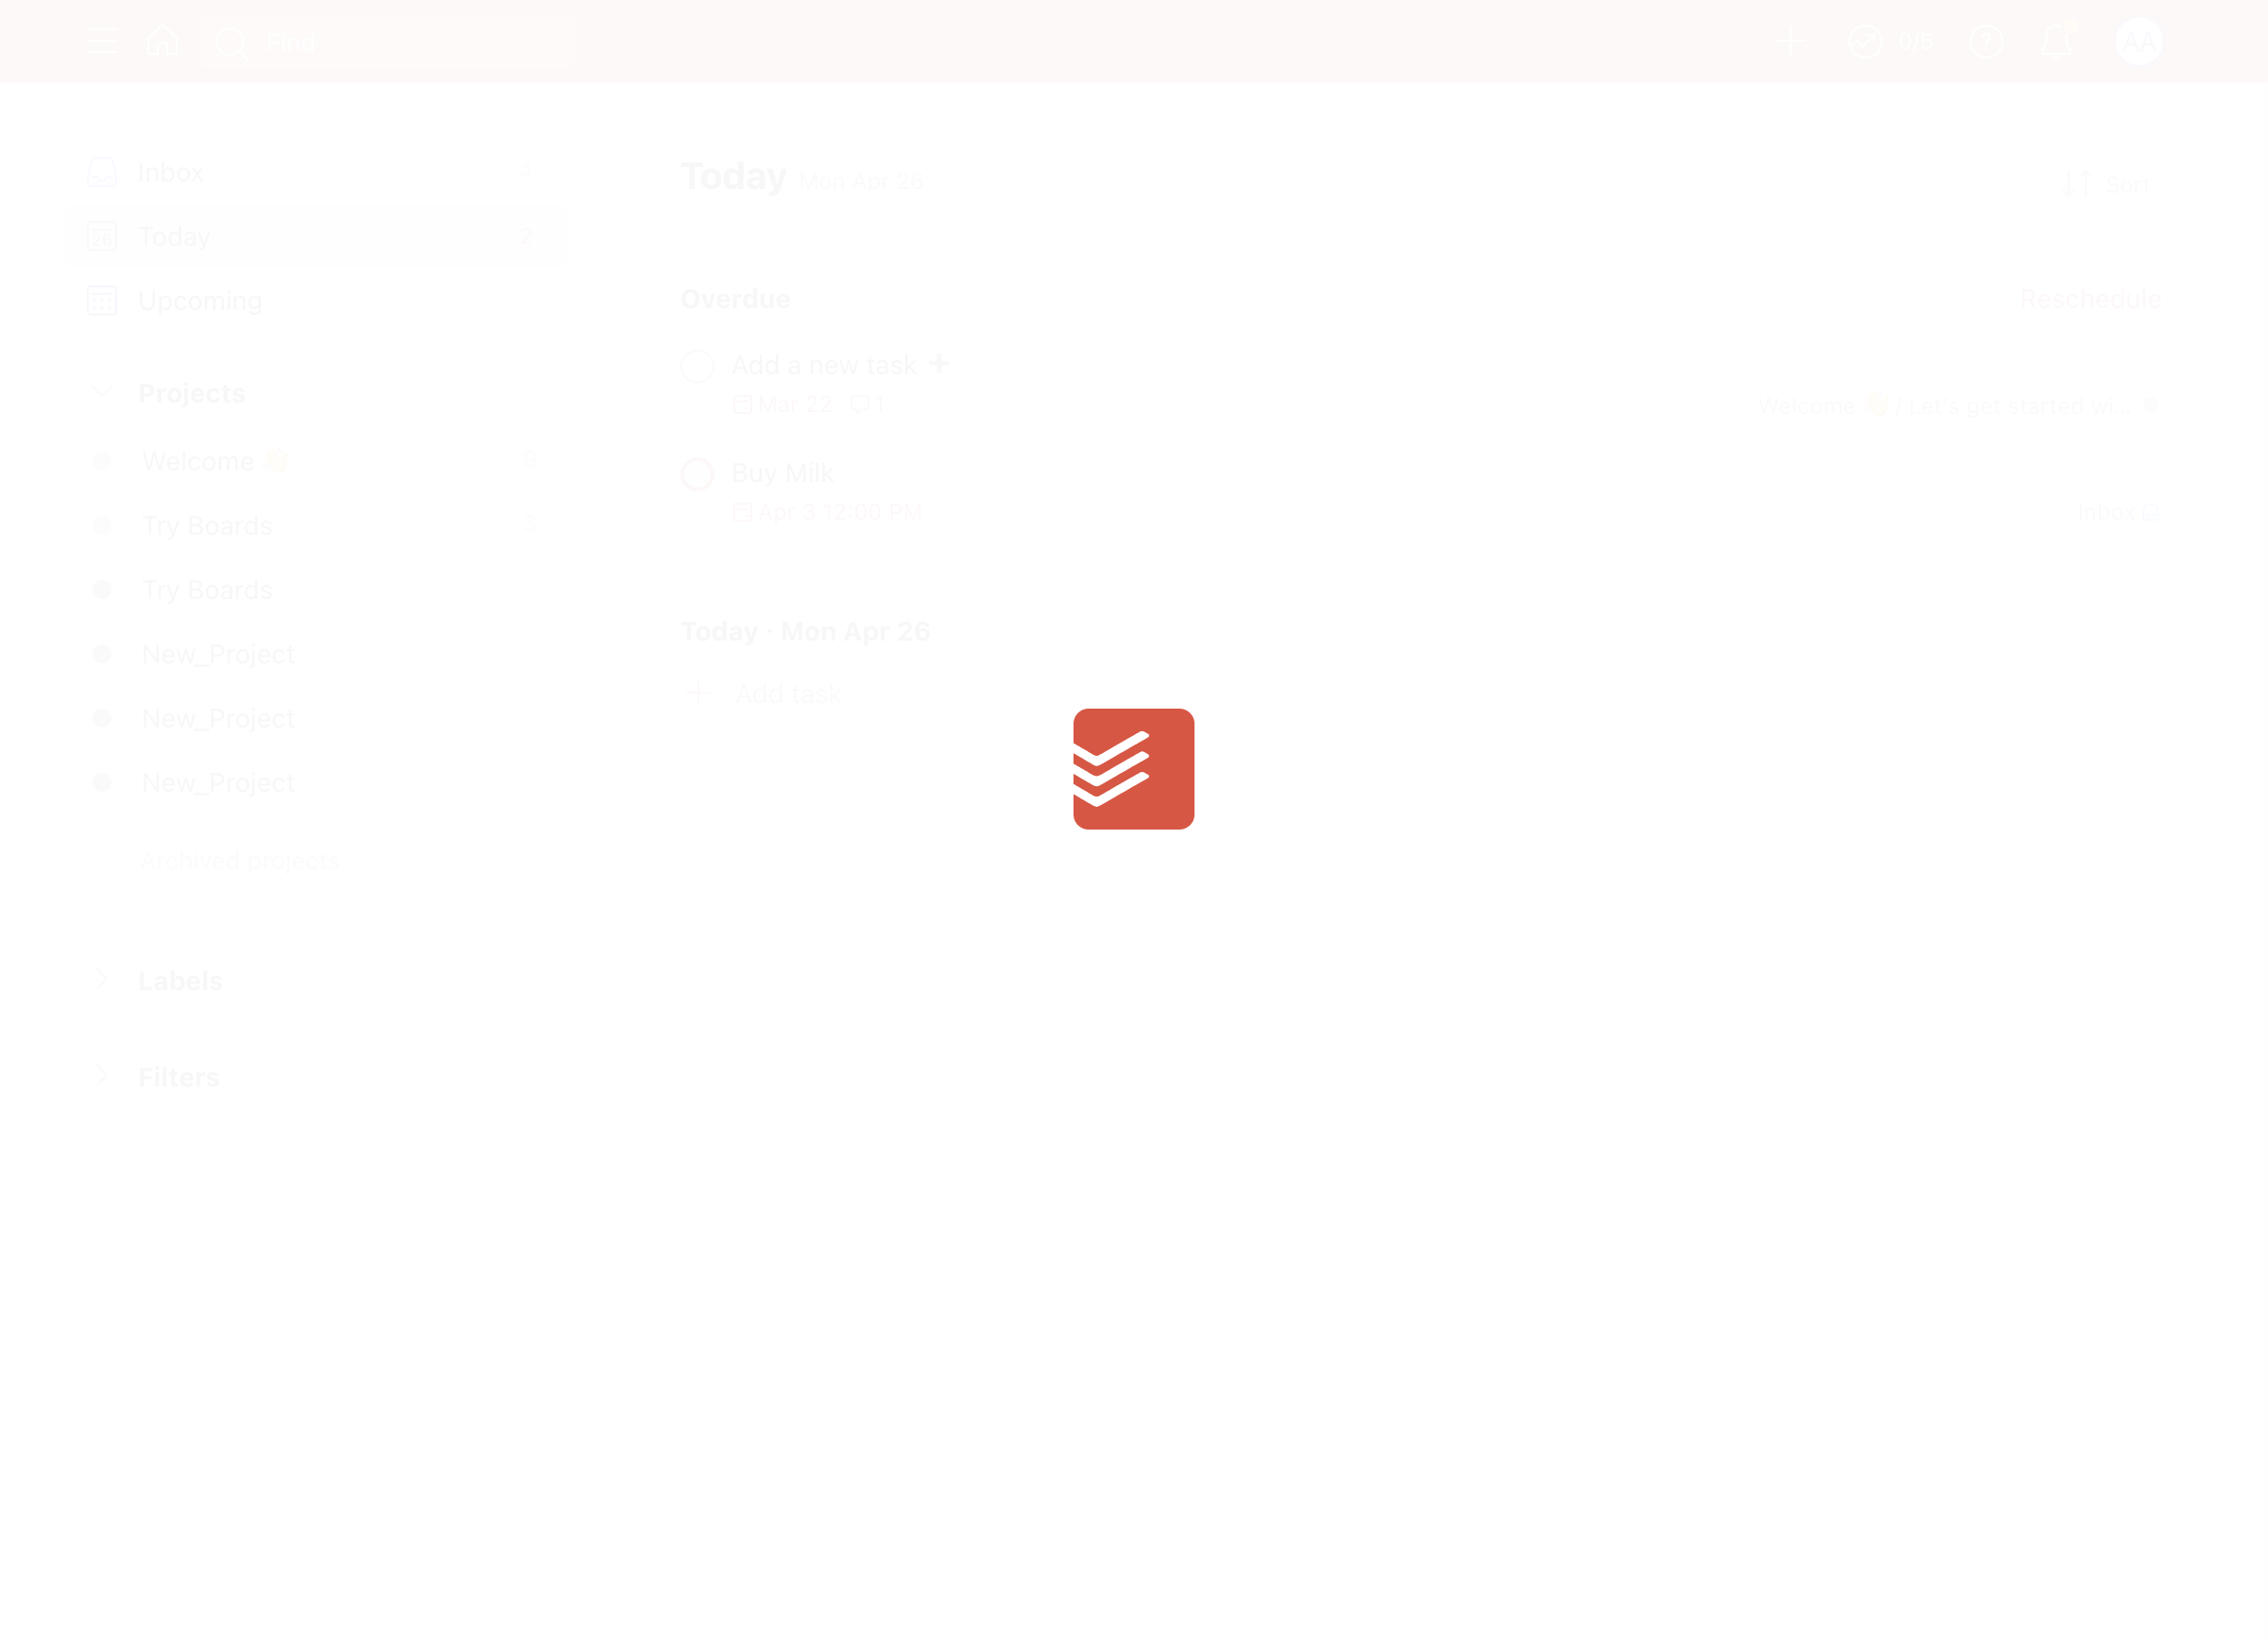 Find
0/5
AA
Inbox
Today Mon Apr 26
Sort
26 Today 2
Upcoming
Overdue
Reschedule
Add a new task
Mar 22 1
Welcome 👋 / Let's get started wi...
Projects
Welcome 👋 9
Buy Milk
Apr 3 12:00 PM
Inbox
Try Boards 3
Try Boards
Today · Mon Apr 26
New_Project
Add task
New_Project
New_Project
Archived projects
Labels
Filters